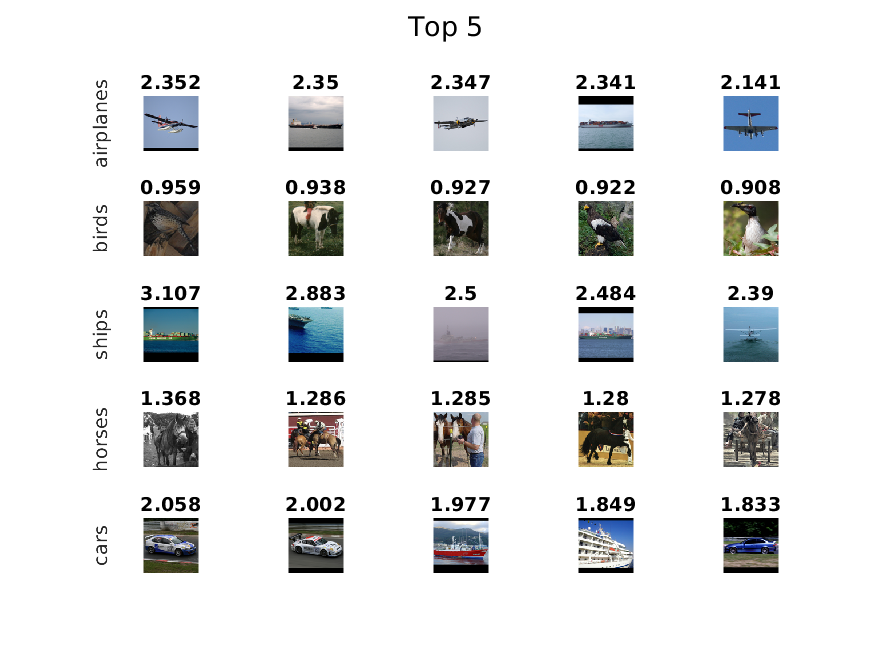 Top 5
airplanes
2.352 2.35 2.347 2.341 2.141
birds
0.959 0.938 0.927 0.922 0.908
ships
3.107 2.883 2.5 2.484 2.39
horses
1.368 1.286 1.285 1.28 1.278
cars
2.058 2.002 1.977 1.849 1.833